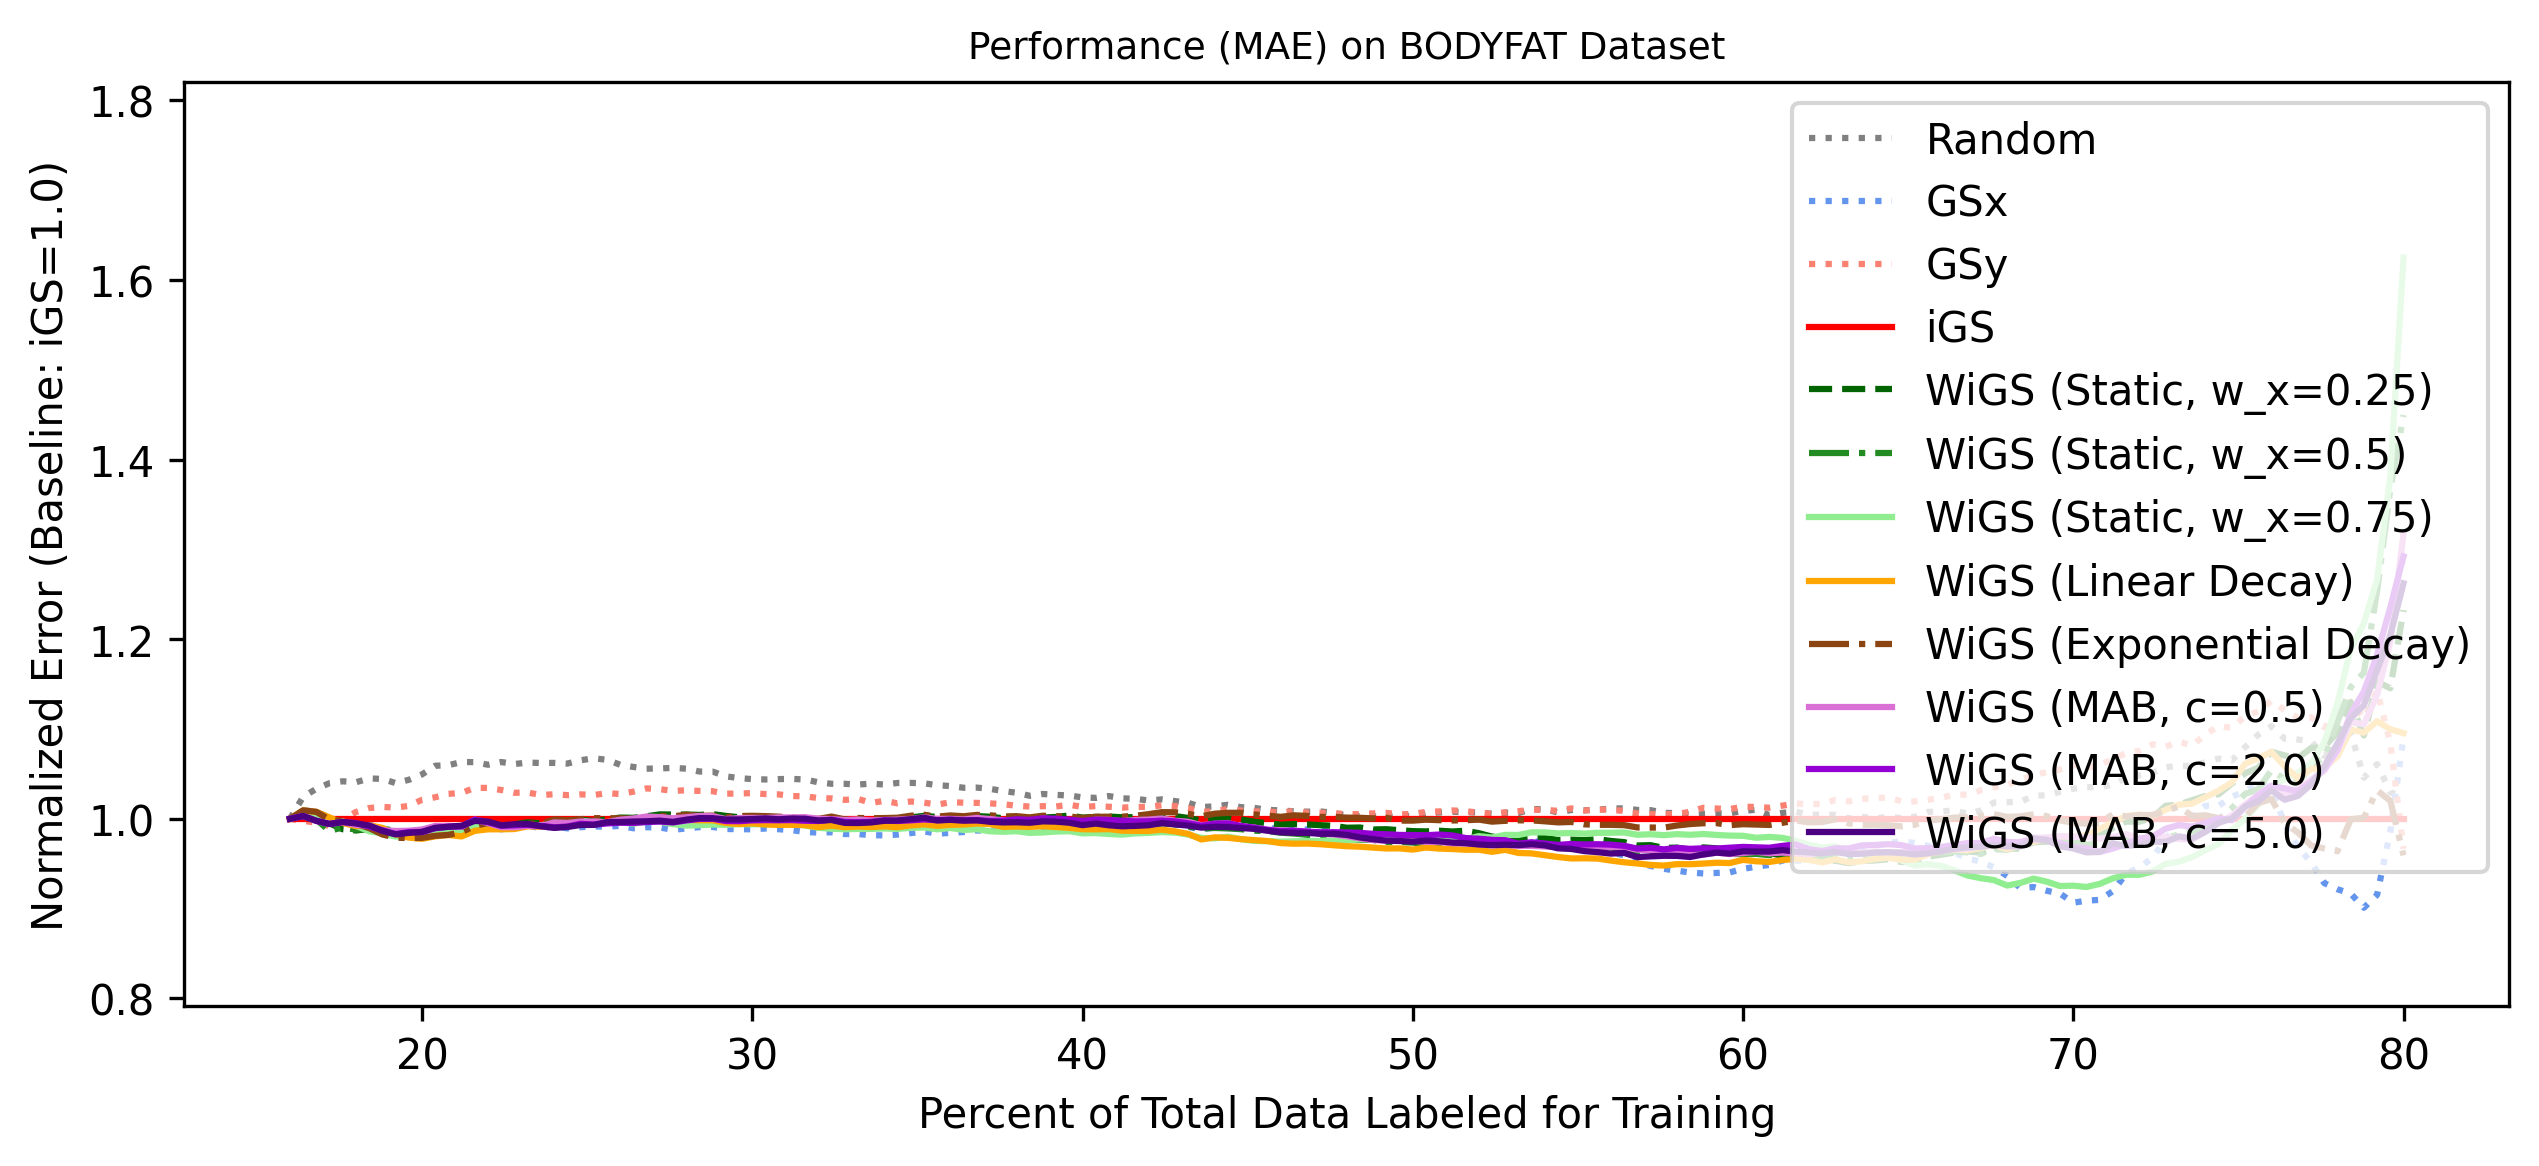 Performance (MAE) on BODYFAT Dataset
Normalized Error (Baseline: iGS=1.0)
1.8
1.6
1.4
1.2
1.0
0.8
Random
GSx
GSy
iGS
WiGS (Static, w_x=0.25)
WiGS (Static, w_x=0.5)
WiGS (Static, w_x=0.75)
WiGS (Linear Decay)
WiGS (Exponential Decay)
WiGS (MAB, c=0.5)
WiGS (MAB, c=2.0)
WiGS (MAB, c=5.0)
20 30 40 50 60 70 80
Percent of Total Data Labeled for Training